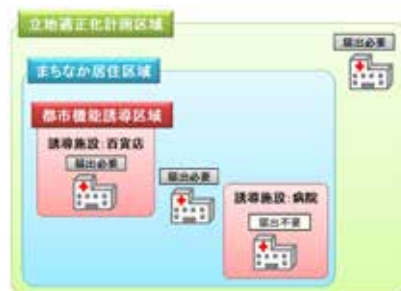 立地適正化計画区域
届出必要
まちなか居住区域
都市機能誘導区域
誘導施設:百貨店
届出必要
届出必要
誘導施設:病院
届出不要